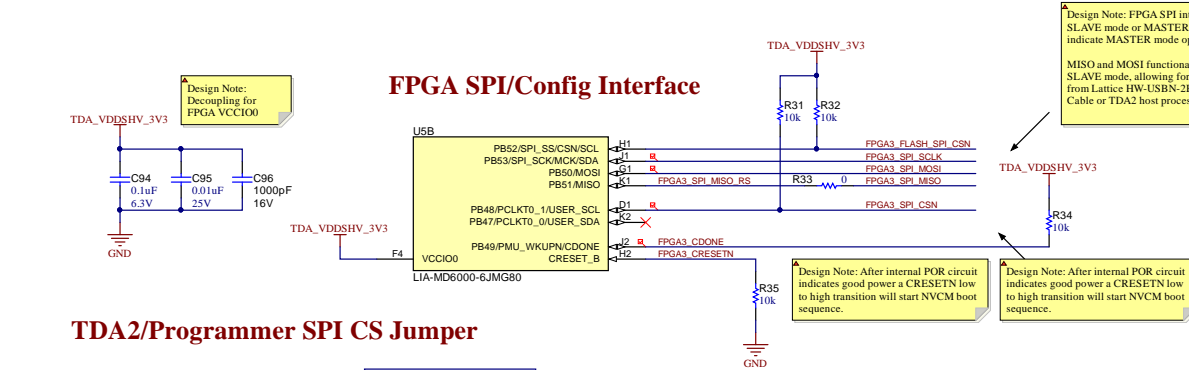 Design Note: FPGA SPI in
SLAVE mode or MASTER
indicate MASTER mode op
MISO and MOSI functiona
SLAVE mode, allowing for
from Lattice HW-USBN-2
Cable or TDA2 host proces
TDA_VDDSHV_3V3
Design Note:
Decoupling for
FPGA VCCIO0
FPGA SPI/Config Interface
R31
10k
R32
10k
TDA_VDDSHV_3V3
C94
0.1uF
6.3V
C95
0.01uF
25V
C96
1000pF
16V
GND
U5B
PB52/SPI_SS/CSN/SCL
H1
FPGA3_FLASH_SPI_CSN
PB53/SPI_SCK/MCK/SDA
J1
FPGA3_SPI_SCLK
PB50/MOSI
G1
FPGA3_SPI_MOSI
PB51/MISO
K1
FPGA3_SPI_MISO_RS
R33
0
FPGA3_SPI_MISO
PB48/PCLKT0_1/USER_SCL
D1
FPGA3_SPI_CSN
PB47/PCLKT0_0/USER_SDA
K2
PB49/PMU_WKUPN/CDONE
J2
FPGA3_CDONE
CRESET_B
H2
FPGA3_CRESETN
F4
VCCIO0
LIA-MD6000-6JMG80
TDA_VDDSHV_3V3
TDA_VDDSHV_3V3
R34
10k
R35
10k
GND
Design Note: After internal POR circuit
indicates good power a CRESETN low
to high transition will start NVCM boot
sequence.
Design Note: After internal POR circuit
indicates good power a CRESETN low
to high transition will start NVCM boot
sequence.
TDA2/Programmer SPI CS Jumper